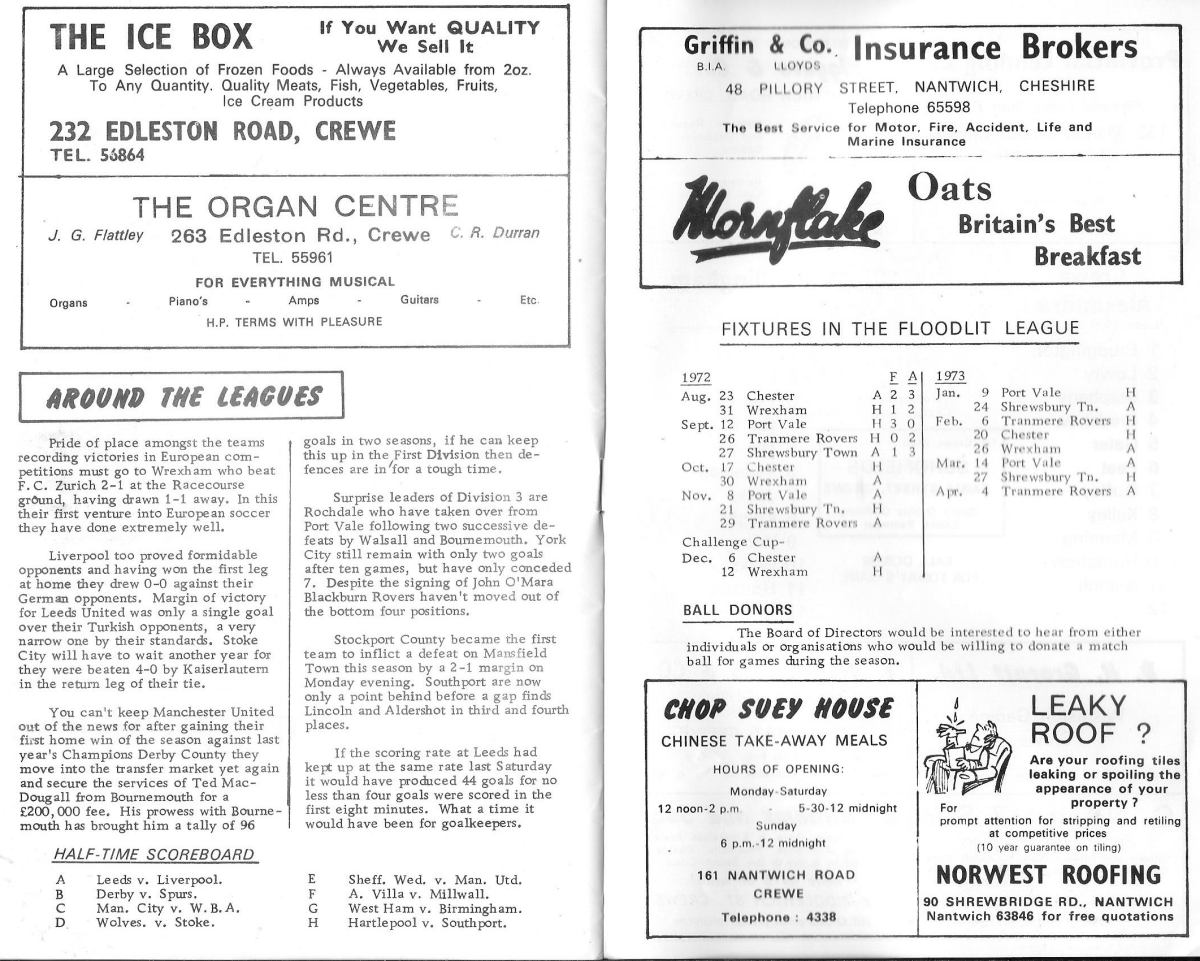 THE ICE BOX
If You Want QUALITY
We Sell It
A Large Selection of Frozen Foods - Always Available from 2oz.
To Any Quantity. Quality Meats, Fish, Vegetables, Fruits,
Ice Cream Products
232 EDLESTON ROAD, CREWE
TEL. 56864
THE ORGAN CENTRE
J. G. Flattley 263 Edleston Rd., Crewe C. R. Durran
TEL. 55961
FOR EVERYTHING MUSICAL
Organs - Piano's - Amps - Guitars - Etc.
H.P. TERMS WITH PLEASURE
AROUND THE LEAGUES
Pride of place amongst the teams
recording victories in European com-
petitions must go to Wrexham who beat
F.C. Zurich 2-1 at the Racecourse
ground, having drawn 1-1 away. In this
their first venture into European soccer
they have done extremely well.
Liverpool too proved formidable
opponents and having won the first leg
at home they drew 0-0 against their
German opponents. Margin of victory
for Leeds United was only a single goal
over their Turkish opponents, a very
narrow one by their standards. Stoke
City will have to wait another year for
they were beaten 4-0 by Kaiserlautern
in the return leg of their tie.
You can't keep Manchester United
out of the news for after gaining their
first home win of the season against last
year's Champions Derby County they
move into the transfer market yet again
and secure the services of Ted Mac-
Dougall from Bournemouth for a
£200,000 fee. His prowess with Bourne-
mouth has brought him a tally of 96
goals in two seasons, if he can keep
this up in the First Division then de-
fences are in for a tough time.
Surprise leaders of Division 3 are
Rochdale who have taken over from
Port Vale following two successive de-
feats by Walsall and Bournemouth. York
City still remain with only two goals
after ten games, but have only conceded
7. Despite the signing of John O'Mara
Blackburn Rovers haven't moved out of
the bottom four positions.
Stockport County became the first
team to inflict a defeat on Mansfield
Town this season by a 2-1 margin on
Monday evening. Southport are now
only a point behind before a gap finds
Lincoln and Aldershot in third and fourth
places.
If the scoring rate at Leeds had
kept up at the same rate last Saturday
it would have produced 44 goals for no
less than four goals were scored in the
first eight minutes. What a time it
would have been for goalkeepers.
HALF-TIME SCOREBOARD
A Leeds v. Liverpool.
B Derby v. Spurs.
C Man. City v. W.B.A.
D Wolves. v. Stoke.
E Sheff. Wed. v. Man. Utd.
F A. Villa v. Millwall.
G West Ham v. Birmingham.
H Hartlepool v. Southport.
Griffin & Co. Insurance Brokers
B.I.A. LLOYDS
48 PILLORY STREET, NANTWICH, CHESHIRE
Telephone 65598
The Best Service for Motor, Fire, Accident, Life and
Marine Insurance
Mornflake Oats
Britain's Best
Breakfast
FIXTURES IN THE FLOODLIT LEAGUE
1972 F A
Aug. 23 Chester A 2 3
31 Wrexham H 1 2
Sept. 12 Port Vale H 3 0
26 Tranmere Rovers H 0 2
27 Shrewsbury Town A 1 3
Oct. 17 Chester H
30 Wrexham A
Nov. 8 Port Vale A
21 Shrewsbury Tn. H
29 Tranmere Rovers A
Challenge Cup-
Dec. 6 Chester A
12 Wrexham H
1973
Jan. 9 Port Vale H
24 Shrewsbury Tn. A
Feb. 6 Tranmere Rovers H
20 Chester H
26 Wrexham A
Mar. 14 Port Vale A
27 Shrewsbury Tn. H
Apr. 4 Tranmere Rovers A
BALL DONORS
The Board of Directors would be interested to hear from either
individuals or organisations who would be willing to donate a match
ball for games during the season.
CHOP SUEY HOUSE
CHINESE TAKE-AWAY MEALS
HOURS OF OPENING:
Monday-Saturday
12 noon-2 p.m. - 5-30-12 midnight
Sunday
6 p.m.-12 midnight
161 NANTWICH ROAD
CREWE
Telephone : 4338
LEAKY
ROOF ?
Are your roofing tiles
leaking or spoiling the
appearance of your
property ?
For
prompt attention for stripping and retiling
at competitive prices
(10 year guarantee on tiling)
NORWEST ROOFING
90 SHREWBRIDGE RD., NANTWICH
Nantwich 63846 for free quotations